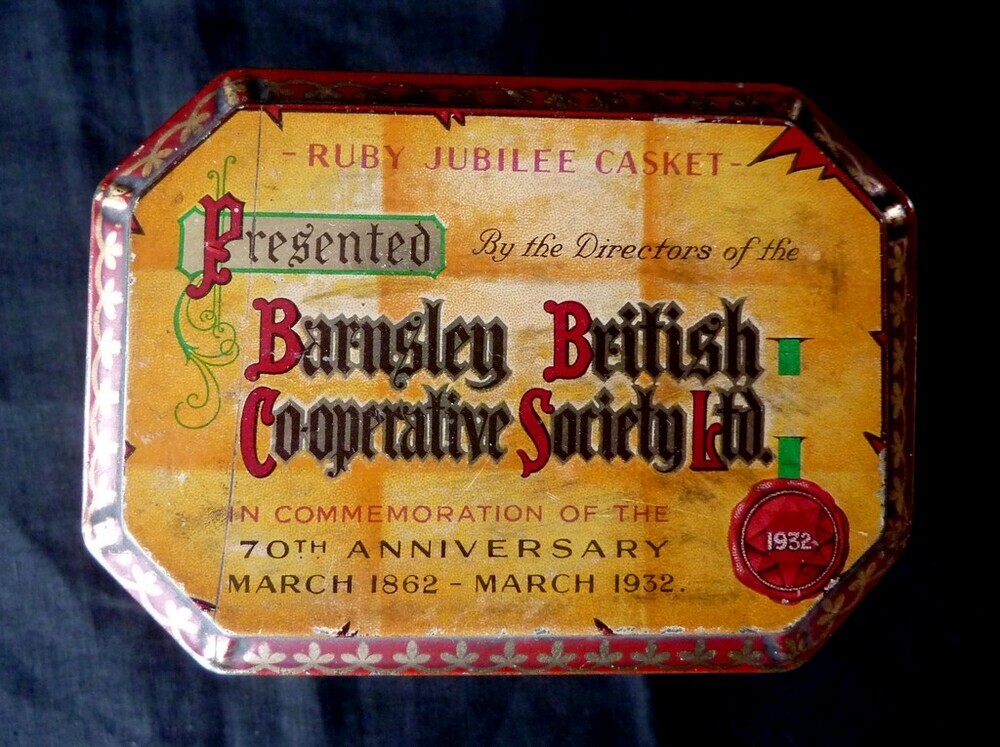 - RUBY JUBILEE CASKET -
Presented By the Directors of the
Barnsley British
Co-operative Society Ltd.
IN COMMEMORATION OF THE
70TH ANNIVERSARY
MARCH 1862 - MARCH 1932.
1932